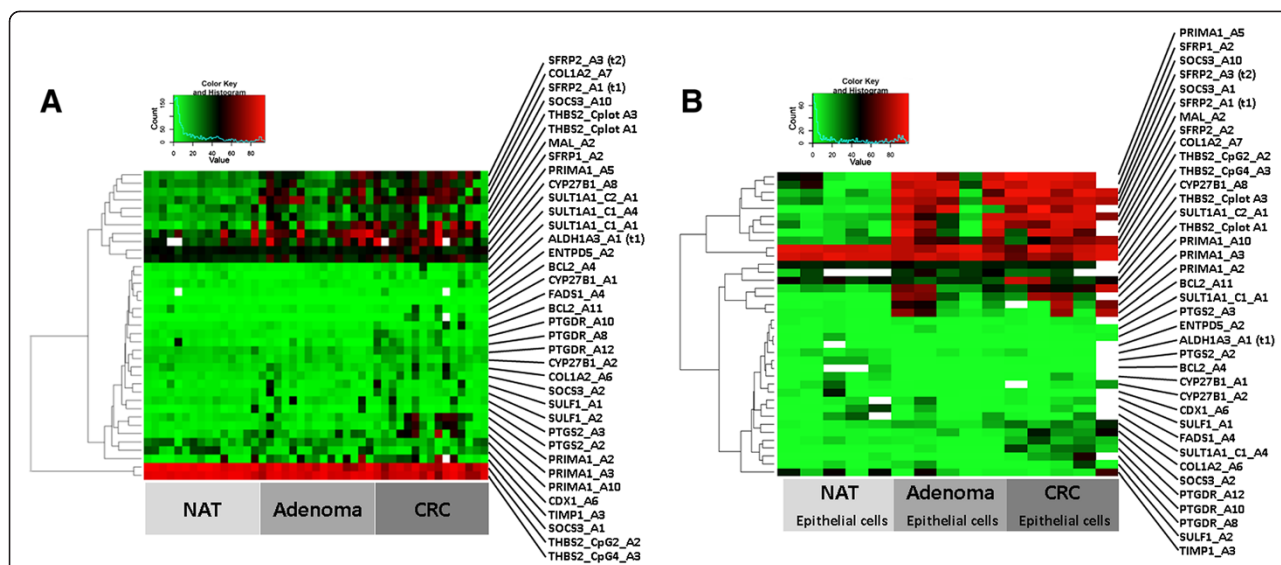 A
Color Key
and Histogram
Count
0 50 150
0 20 40 60 80
Value
SFRP2_A3 (t2)
COL1A2_A7
SFRP2_A1 (t1)
SOCS3_A10
THBS2_Cplot A3
THBS2_Cplot A1
MAL_A2
SFRP1_A2
PRIMA1_A5
CYP27B1_A8
SULT1A1_C2_A1
SULT1A1_C1_A4
SULT1A1_C1_A1
ALDH1A3_A1 (t1)
ENTPD5_A2
BCL2_A4
CYP27B1_A1
FADS1_A4
BCL2_A11
PTGDR_A10
PTGDR_A8
PTGDR_A12
CYP27B1_A2
COL1A2_A6
SOCS3_A2
SULF1_A1
SULF1_A2
PTGS2_A3
PTGS2_A2
PRIMA1_A2
PRIMA1_A3
PRIMA1_A10
CDX1_A6
TIMP1_A3
SOCS3_A1
THBS2_CpG2_A2
THBS2_CpG4_A3
NAT
Adenoma
CRC
B
Color Key
and Histogram
Count
0 20 60
0 20 40 60 80
Value
PRIMA1_A5
SFRP1_A2
SOCS3_A10
SFRP2_A3 (t2)
SOCS3_A1
SFRP2_A1 (t1)
MAL_A2
SFRP2_A2
COL1A2_A7
THBS2_CpG2_A2
THBS2_CpG4_A3
CYP27B1_A8
THBS2_Cplot A3
SULT1A1_C2_A1
THBS2_Cplot A1
PRIMA1_A10
PRIMA1_A3
PRIMA1_A2
BCL2_A11
SULT1A1_C1_A1
PTGS2_A3
ENTPD5_A2
ALDH1A3_A1 (t1)
PTGS2_A2
BCL2_A4
CYP27B1_A1
CYP27B1_A2
CDX1_A6
SULF1_A1
FADS1_A4
SULT1A1_C1_A4
COL1A2_A6
SOCS3_A2
PTGDR_A12
PTGDR_A10
PTGDR_A8
SULF1_A2
TIMP1_A3
NAT
Epithelial cells
Adenoma
Epithelial cells
CRC
Epithelial cells